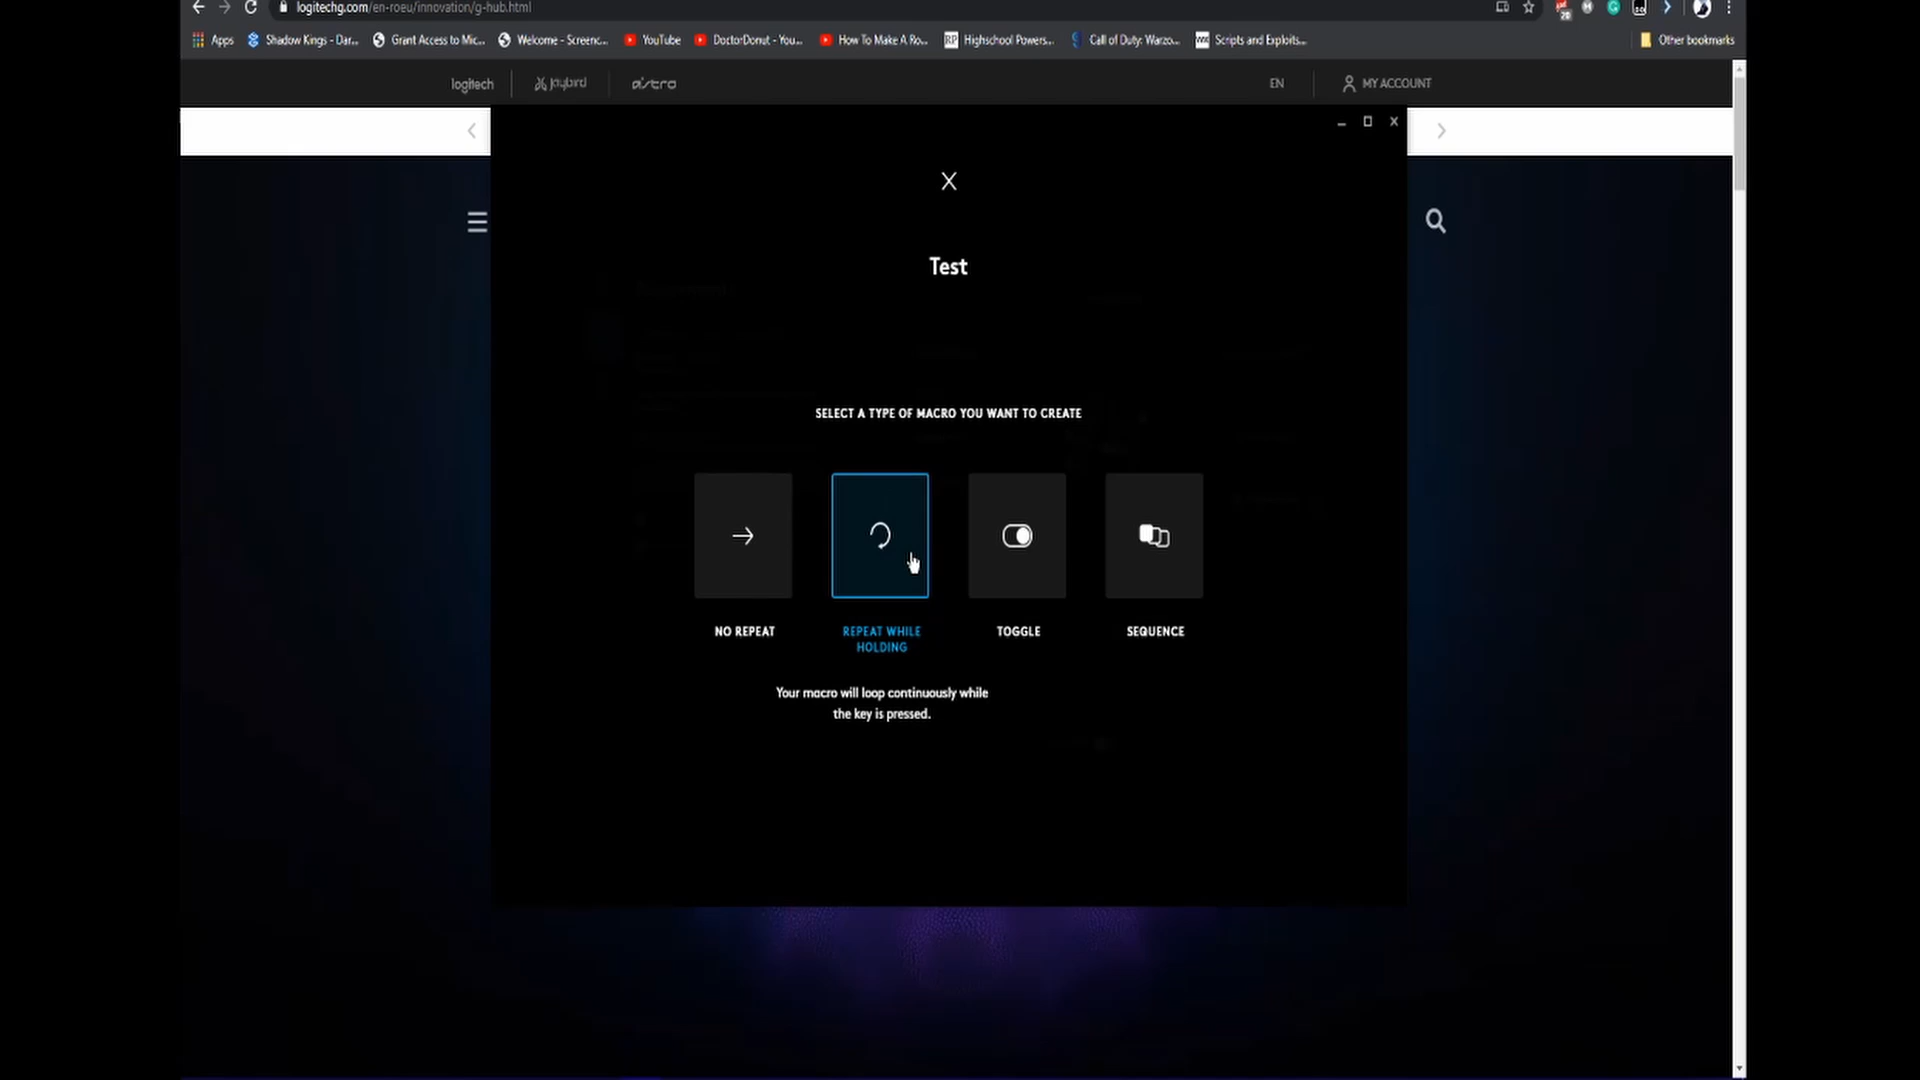 logitechg.com/en-roeu/innovation/g-hub.html
Apps Shadow Kings - Dar... Grant Access to Mic... Welcome - Screenc... YouTube DoctorDonut - You... How To Make A Ro... RP Highschool Powers... Call of Duty: Warzo... Scripts and Exploits... Other bookmarks
logitech Jaybird astro EN MY ACCOUNT
X
X
Test
SELECT A TYPE OF MACRO YOU WANT TO CREATE
NO REPEAT REPEAT WHILE TOGGLE SEQUENCE
HOLDING
Your macro will loop continuously while
the key is pressed.